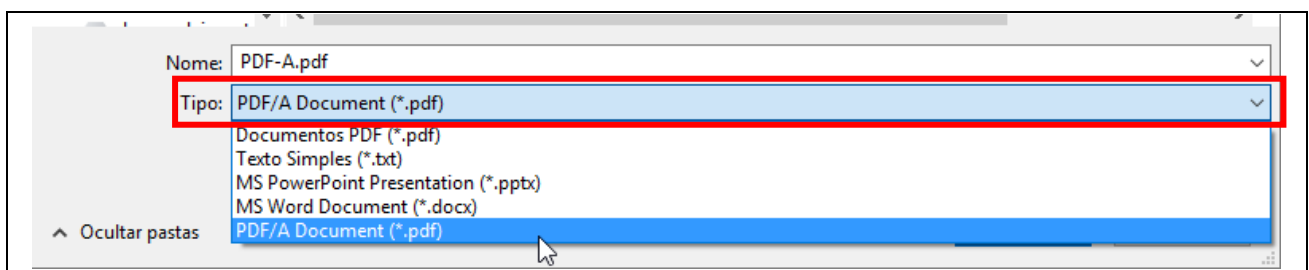 Nome: PDF-A.pdf
Tipo: PDF/A Document (*.pdf)
Documentos PDF (*.pdf)
Texto Simples (*.txt)
MS PowerPoint Presentation (*.pptx)
MS Word Document (*.docx)
PDF/A Document (*.pdf)
Ocultar pastas